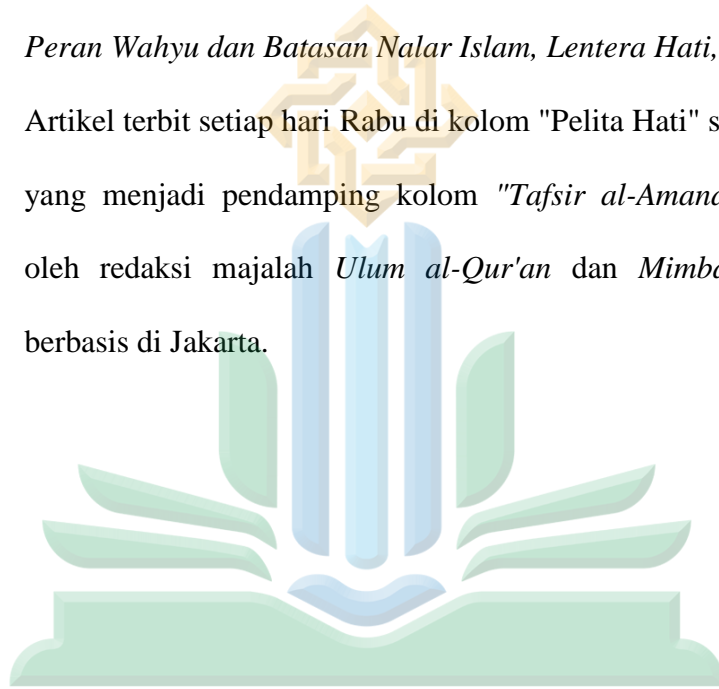 Peran Wahyu dan Batasan Nalar Islam, Lentera Hati,
Artikel terbit setiap hari Rabu di kolom "Pelita Hati" s
yang menjadi pendamping kolom "Tafsir al-Amana
oleh redaksi majalah Ulum al-Qur'an dan Mimba
berbasis di Jakarta.